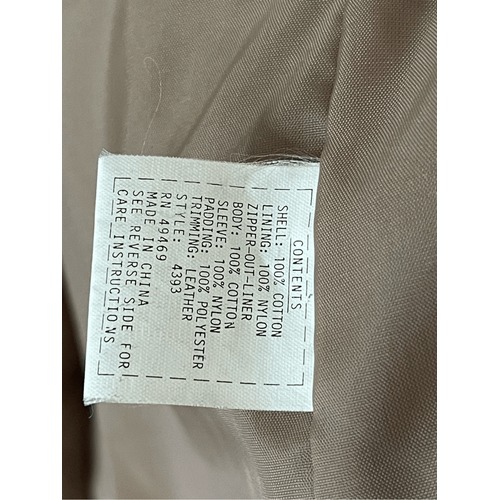 CONTENTS
SHELL: 100% COTTON
LINING: 100% NYLON
ZIPPER-OUT-LINER
BODY: 100% COTTON
SLEEVE: 100% NYLON
PADDING: 100% POLYESTER
TRIMMING: LEATHER
STYLE: 4393
RN 49469
MADE IN CHINA
SEE REVERSE SIDE FOR
CARE INSTRUCTIONS